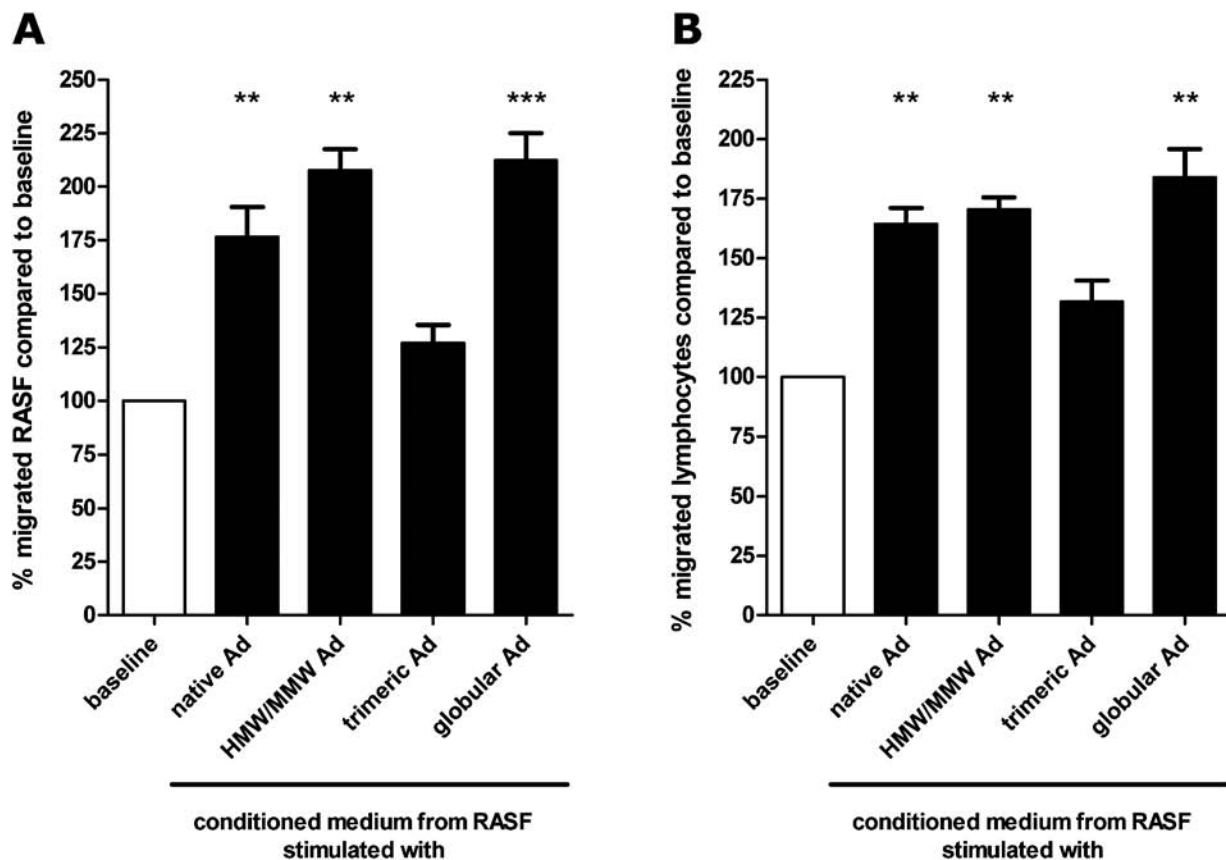 A
% migrated RASF compared to baseline
250
225
200
175
150
125
100
75
50
25
0
**
**
***
baseline
native Ad
HMW/MMW Ad
trimeric Ad
globular Ad
conditioned medium from RASF
stimulated with
B
% migrated lymphocytes compared to baseline
225
200
175
150
125
100
75
50
25
0
**
**
**
baseline
native Ad
HMW/MMW Ad
trimeric Ad
globular Ad
conditioned medium from RASF
stimulated with